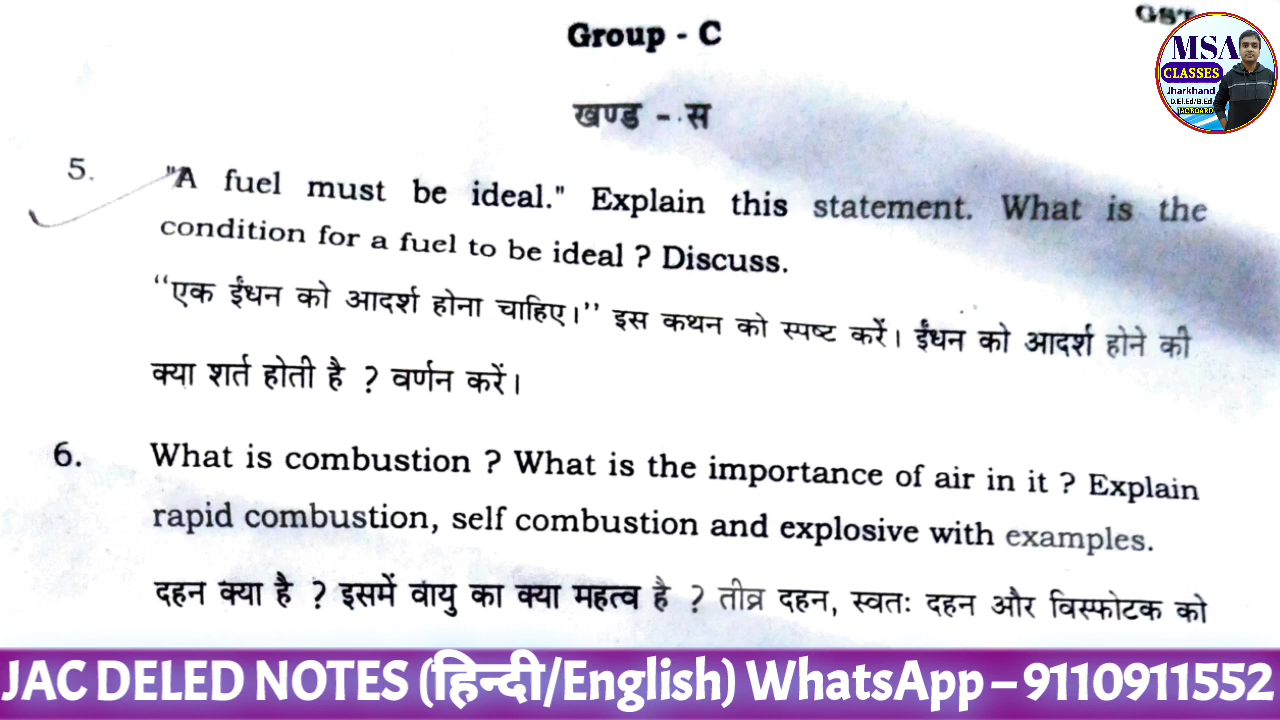 Group - C
MSA
CLASSES
Jharkhand
D.El.Ed/B.Ed
खण्ड - स
5. "A fuel must be ideal." Explain this statement. What is the
condition for a fuel to be ideal ? Discuss.
“एक ईंधन को आदर्श होना चाहिए।” इस कथन को स्पष्ट करें। ईंधन को आदर्श होने की
क्या शर्त होती है ? वर्णन करें।
6. What is combustion ? What is the importance of air in it ? Explain
rapid combustion, self combustion and explosive with examples.
दहन क्या है ? इसमें वायु का क्या महत्व है ? तीव्र दहन, स्वतः दहन और विस्फोटक को
JAC DELED NOTES (हिन्दी/English) WhatsApp – 9110911552